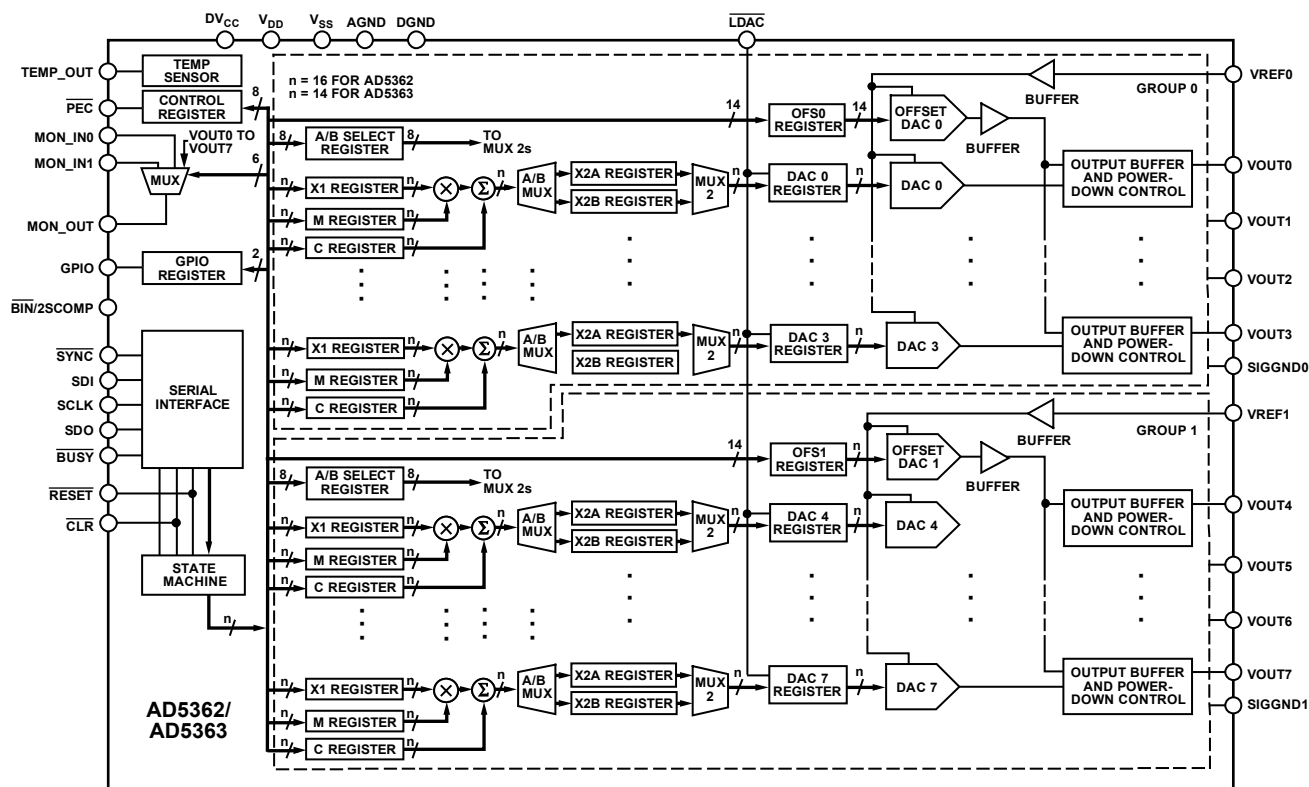 DVCC VDD VSS AGND DGND LDAC
TEMP_OUT
PEC
MON_IN0
MON_IN1
MON_OUT
GPIO
BIN/2SCOMP
SYNC
SDI
SCLK
SDO
BUSY
RESET
CLR
TEMP
SENSOR
CONTROL
REGISTER
8
VOUT0 TO
VOUT7
MUX
6
GPIO
REGISTER
2
SERIAL
INTERFACE
STATE
MACHINE
n
AD5362/
AD5363
n = 16 FOR AD5362
n = 14 FOR AD5363
BUFFER
GROUP 0
VREF0
14
OFS0
REGISTER
14
OFFSET
DAC 0
BUFFER
8
A/B SELECT
REGISTER
8
TO
MUX 2s
n
X1 REGISTER
n
×
Σ
n
n
M REGISTER
n
n
C REGISTER
n
A/B
MUX
X2A REGISTER
X2B REGISTER
MUX
2
n
DAC 0
REGISTER
n
DAC 0
OUTPUT BUFFER
AND POWER-
DOWN CONTROL
VOUT0
VOUT1
VOUT2
n
X1 REGISTER
n
×
Σ
n
n
M REGISTER
n
n
C REGISTER
n
A/B
MUX
X2A REGISTER
X2B REGISTER
MUX
2
n
DAC 3
REGISTER
n
DAC 3
OUTPUT BUFFER
AND POWER-
DOWN CONTROL
VOUT3
SIGGND0
BUFFER
GROUP 1
VREF1
14
OFS1
REGISTER
n
OFFSET
DAC 1
BUFFER
8
A/B SELECT
REGISTER
8
TO
MUX 2s
n
X1 REGISTER
n
×
Σ
n
n
M REGISTER
n
n
C REGISTER
n
A/B
MUX
X2A REGISTER
X2B REGISTER
MUX
2
n
DAC 4
REGISTER
n
DAC 4
OUTPUT BUFFER
AND POWER-
DOWN CONTROL
VOUT4
VOUT5
VOUT6
n
X1 REGISTER
n
×
Σ
n
n
M REGISTER
n
n
C REGISTER
n
A/B
MUX
X2A REGISTER
X2B REGISTER
MUX
2
n
DAC 7
REGISTER
n
DAC 7
OUTPUT BUFFER
AND POWER-
DOWN CONTROL
VOUT7
SIGGND1